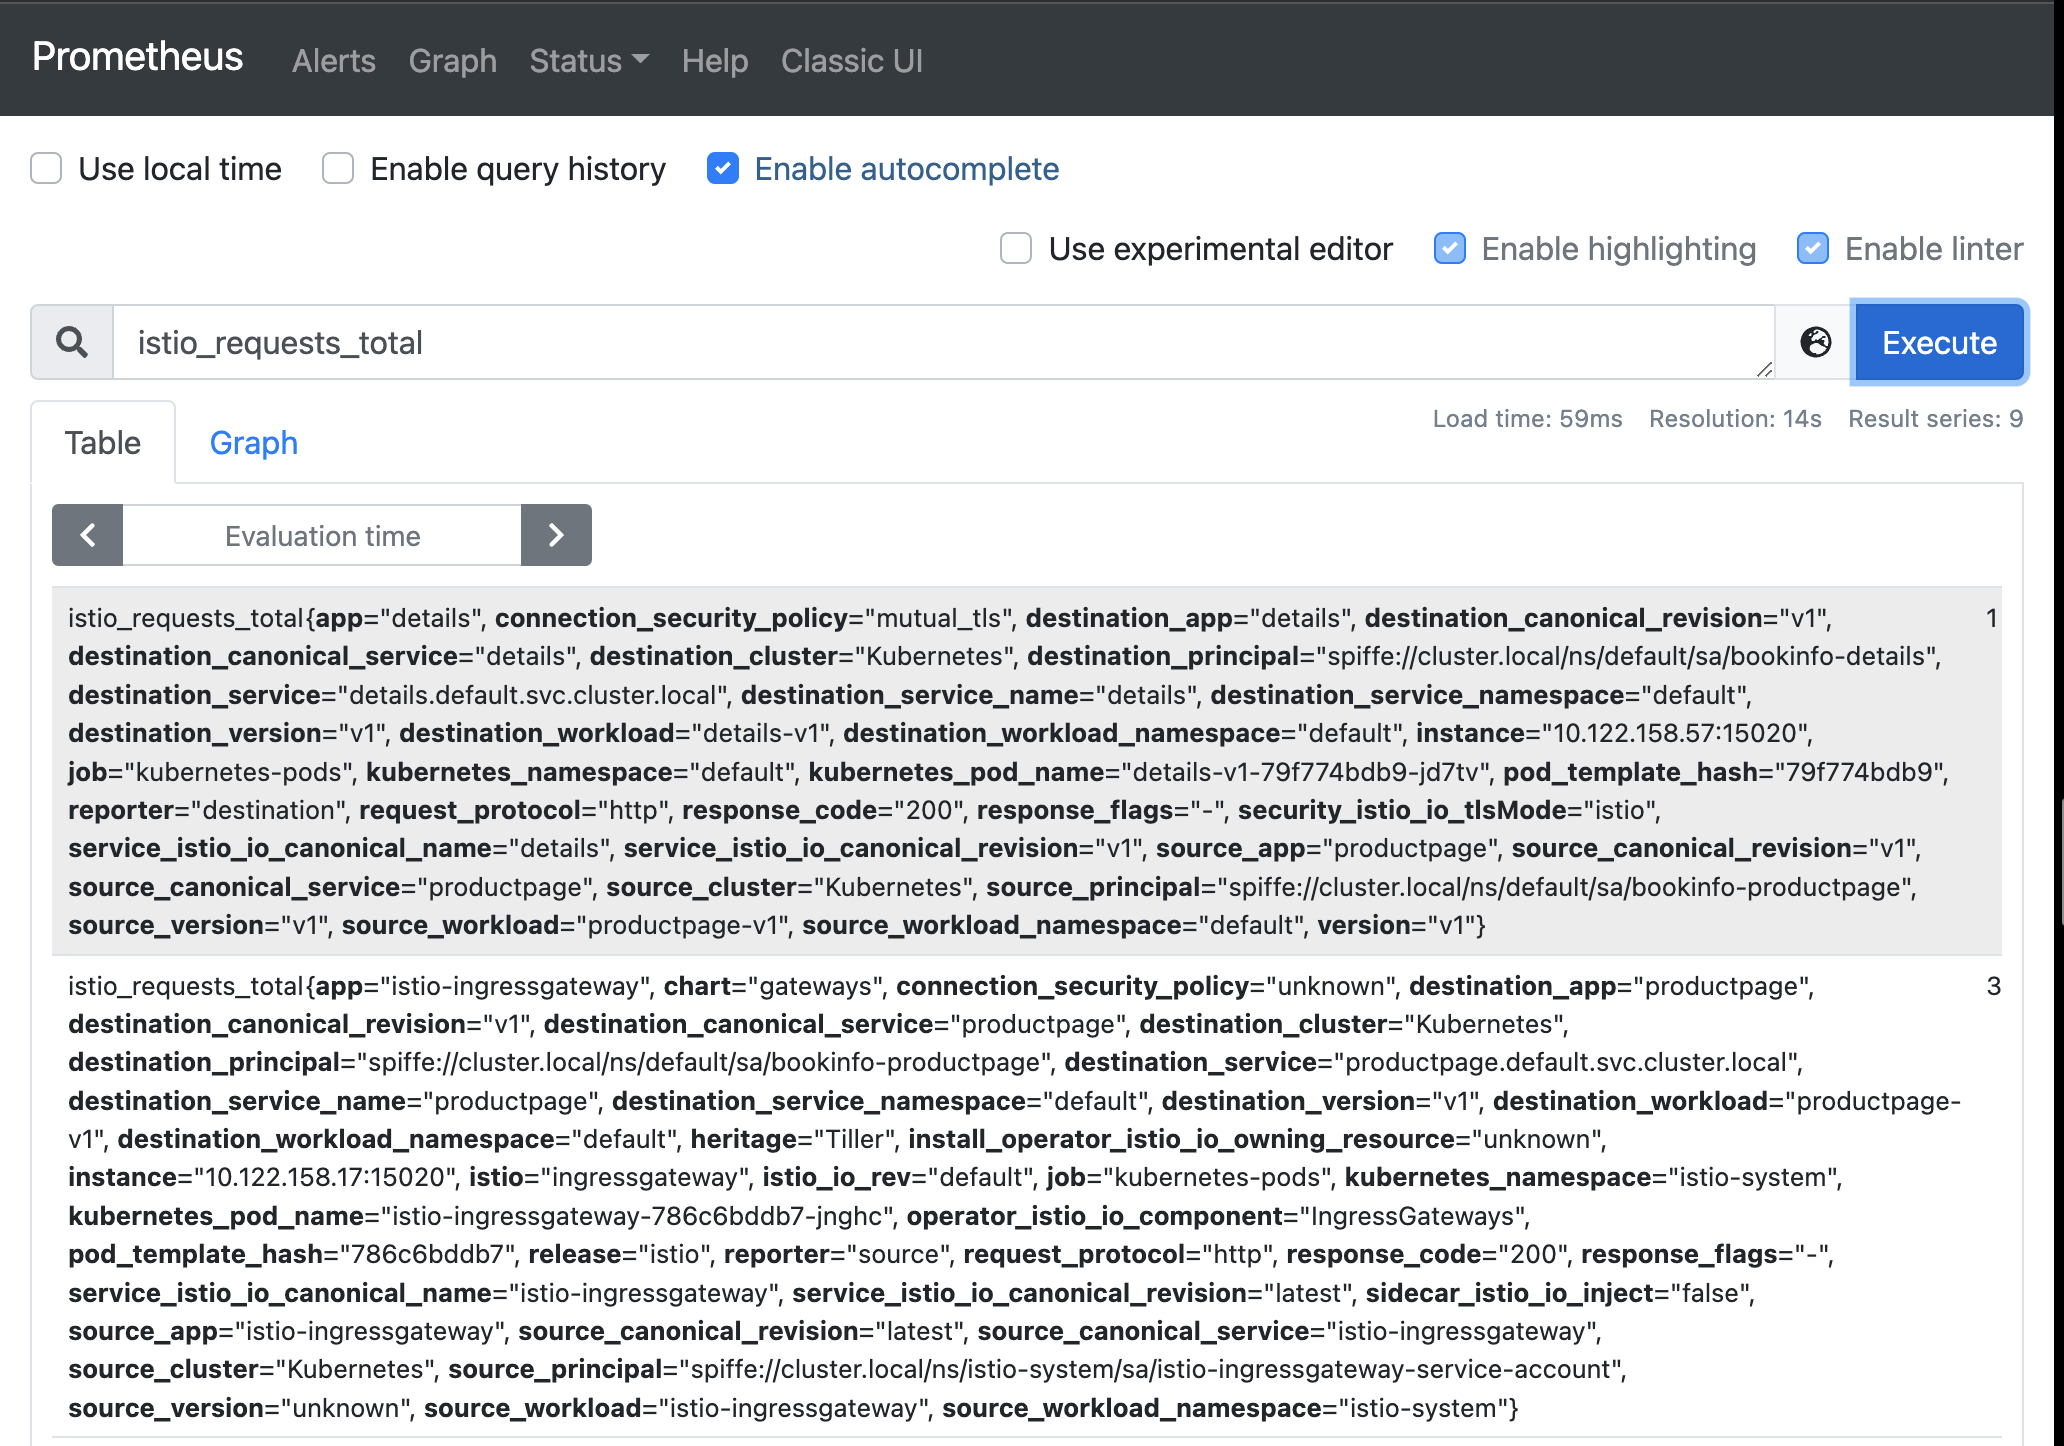 Prometheus Alerts Graph Status Help Classic UI
Use local time Enable query history Enable autocomplete
Use experimental editor Enable highlighting Enable linter
istio_requests_total Execute
Table Graph Load time: 59ms Resolution: 14s Result series: 9
Evaluation time
istio_requests_total{app="details", connection_security_policy="mutual_tls", destination_app="details", destination_canonical_revision="v1", 1
destination_canonical_service="details", destination_cluster="Kubernetes", destination_principal="spiffe://cluster.local/ns/default/sa/bookinfo-details",
destination_service="details.default.svc.cluster.local", destination_service_name="details", destination_service_namespace="default",
destination_version="v1", destination_workload="details-v1", destination_workload_namespace="default", instance="10.122.158.57:15020",
job="kubernetes-pods", kubernetes_namespace="default", kubernetes_pod_name="details-v1-79f774bdb9-jd7tv", pod_template_hash="79f774bdb9",
reporter="destination", request_protocol="http", response_code="200", response_flags="-", security_istio_io_tlsMode="istio",
service_istio_io_canonical_name="details", service_istio_io_canonical_revision="v1", source_app="productpage", source_canonical_revision="v1",
source_canonical_service="productpage", source_cluster="Kubernetes", source_principal="spiffe://cluster.local/ns/default/sa/bookinfo-productpage",
source_version="v1", source_workload="productpage-v1", source_workload_namespace="default", version="v1"}
istio_requests_total{app="istio-ingressgateway", chart="gateways", connection_security_policy="unknown", destination_app="productpage", 3
destination_canonical_revision="v1", destination_canonical_service="productpage", destination_cluster="Kubernetes",
destination_principal="spiffe://cluster.local/ns/default/sa/bookinfo-productpage", destination_service="productpage.default.svc.cluster.local",
destination_service_name="productpage", destination_service_namespace="default", destination_version="v1", destination_workload="productpage-
v1", destination_workload_namespace="default", heritage="Tiller", install_operator_istio_io_owning_resource="unknown",
instance="10.122.158.17:15020", istio="ingressgateway", istio_io_rev="default", job="kubernetes-pods", kubernetes_namespace="istio-system",
kubernetes_pod_name="istio-ingressgateway-786c6bddb7-jnghc", operator_istio_io_component="IngressGateways",
pod_template_hash="786c6bddb7", release="istio", reporter="source", request_protocol="http", response_code="200", response_flags="-",
service_istio_io_canonical_name="istio-ingressgateway", service_istio_io_canonical_revision="latest", sidecar_istio_io_inject="false",
source_app="istio-ingressgateway", source_canonical_revision="latest", source_canonical_service="istio-ingressgateway",
source_cluster="Kubernetes", source_principal="spiffe://cluster.local/ns/istio-system/sa/istio-ingressgateway-service-account",
source_version="unknown", source_workload="istio-ingressgateway", source_workload_namespace="istio-system"}